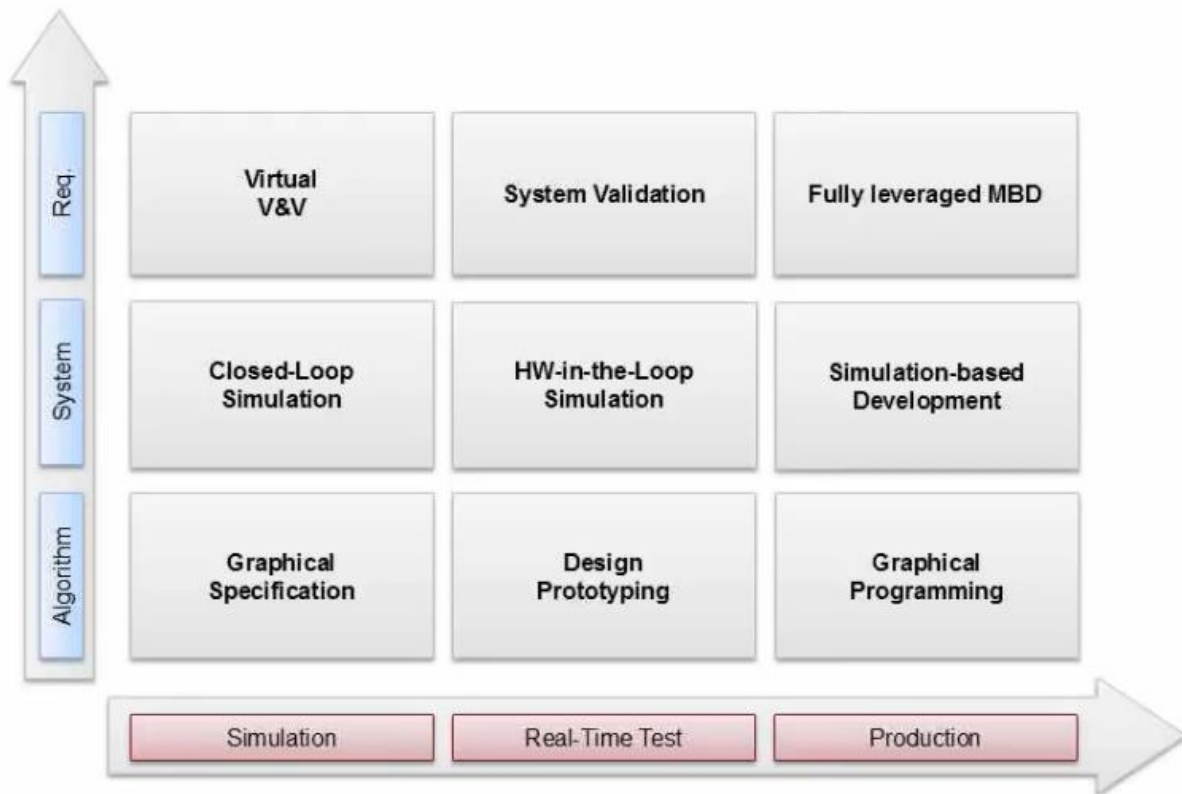 Req.
Virtual
V&V
System Validation
Fully leveraged MBD
System
Closed-Loop
Simulation
HW-in-the-Loop
Simulation
Simulation-based
Development
Algorithm
Graphical
Specification
Design
Prototyping
Graphical
Programming
Simulation
Real-Time Test
Production